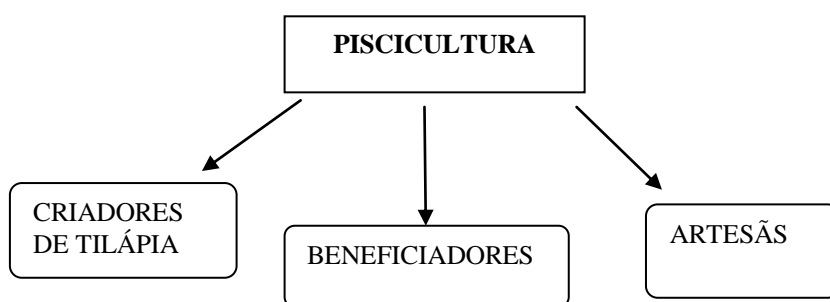 PISCICULTURA
CRIADORES
DE TILÁPIA
BENEFICIADORES
ARTESÃS